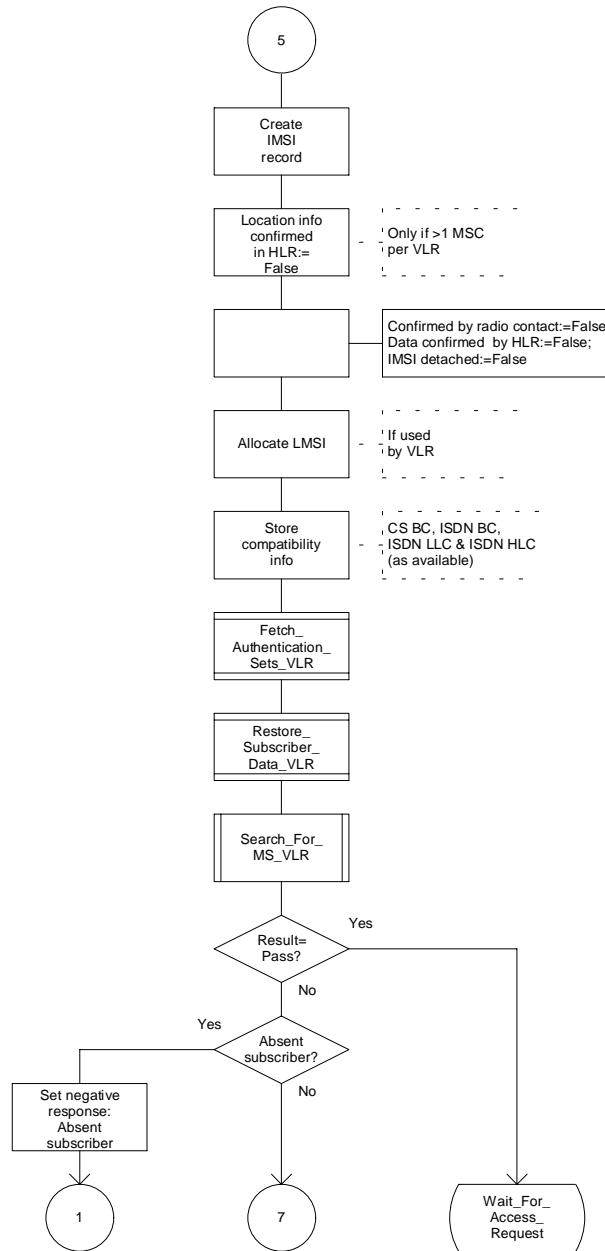 5
Create
IMSI
record
Location info
confirmed
in HLR:=
False
Only if >1 MSC
per VLR
Confirmed by radio contact:=False
Data confirmed by HLR:=False;
IMSI detached:=False
Allocate LMSI
If used
by VLR
Store
compatibility
info
CS BC, ISDN BC,
ISDN LLC & ISDN HLC
(as available)
Fetch_
Authentication_
Sets_VLR
Restore_
Subscriber_
Data_VLR
Search_For_
MS_VLR
Result=
Pass?
Yes
No
Absent
subscriber?
Yes
No
Set negative
response:
Absent
subscriber
1
7
Wait_For_
Access_
Request